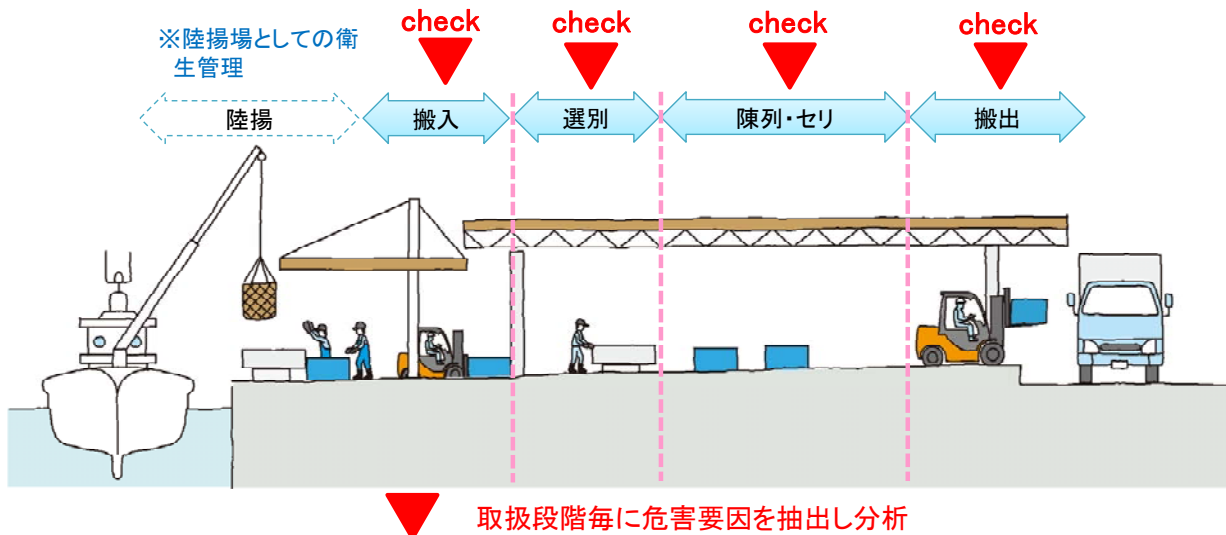 check
check
check
check
※陸揚場としての衛
生管理
陸揚
搬入
選別
陳列・セリ
搬出
取扱段階毎に危害要因を抽出し分析